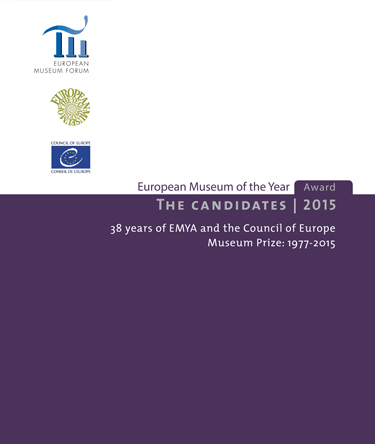 EUROPEAN
MUSEUM FORUM
COUNCIL OF EUROPE
CONSEIL DE L'EUROPE
European Museum of the Year Award
THE CANDIDATES | 2015
38 years of EMYA and the Council of Europe
Museum Prize: 1977-2015